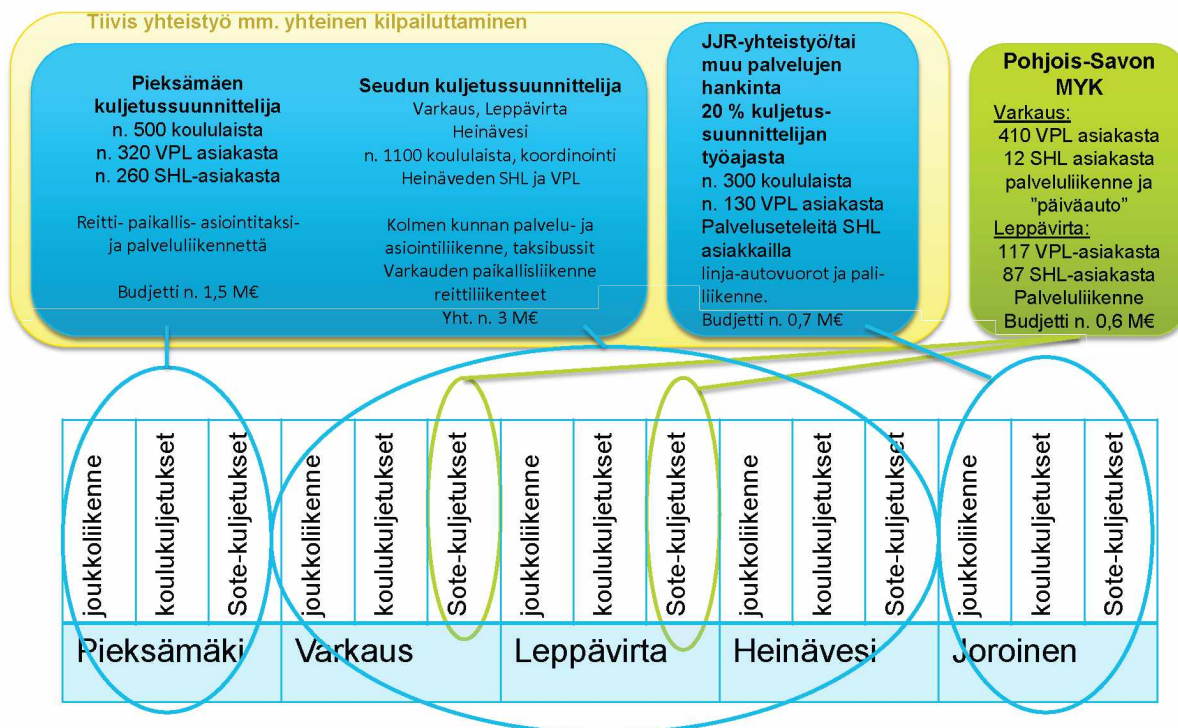 Tiivis yhteistyö mm. yhteinen kilpailuttaminen
Pieksämäen
kuljetussuunnittelija
n. 500 koululaista
n. 320 VPL asiakasta
n. 260 SHL-asiakasta
Reitti- paikallis- asiointitaksi-
ja palveluliikennettä
Budjetti n. 1,5 M€
Seudun kuljetussuunnittelija
Varkaus, Leppävirta
Heinävesi
n. 1100 koululaista, koordinointi
Heinäveden SHL ja VPL
Kolmen kunnan palvelu- ja
asiointiliikenne, taksibussit
Varkauden paikallisliikenne
reittiliikenteet
Yht. n. 3 M€
JJR-yhteistyö/tai
muu palvelujen
hankinta
20 % kuljetus-
suunnittelijan
työajasta
n. 300 koululaista
n. 130 VPL asiakasta
Palveluseteleitä SHL
asiakkailla
linja-autovuorot ja pali-
liikenne.
Budjetti n. 0,7 M€
Pohjois-Savon
MYK
Varkaus:
410 VPL asiakasta
12 SHL asiakasta
palveluliikenne ja
”päiväauto”
Leppävirta:
117 VPL-asiakasta
87 SHL-asiakasta
Palveluliikenne
Budjetti n. 0,6 M€
joukkoliikenne
koulukuljetukset
Sote-kuljetukset
joukkoliikenne
koulukuljetukset
Sote-kuljetukset
joukkoliikenne
koulukuljetukset
Sote-kuljetukset
joukkoliikenne
koulukuljetukset
Sote-kuljetukset
joukkoliikenne
koulukuljetukset
Sote-kuljetukset
Pieksämäki
Varkaus
Leppävirta
Heinävesi
Joroinen